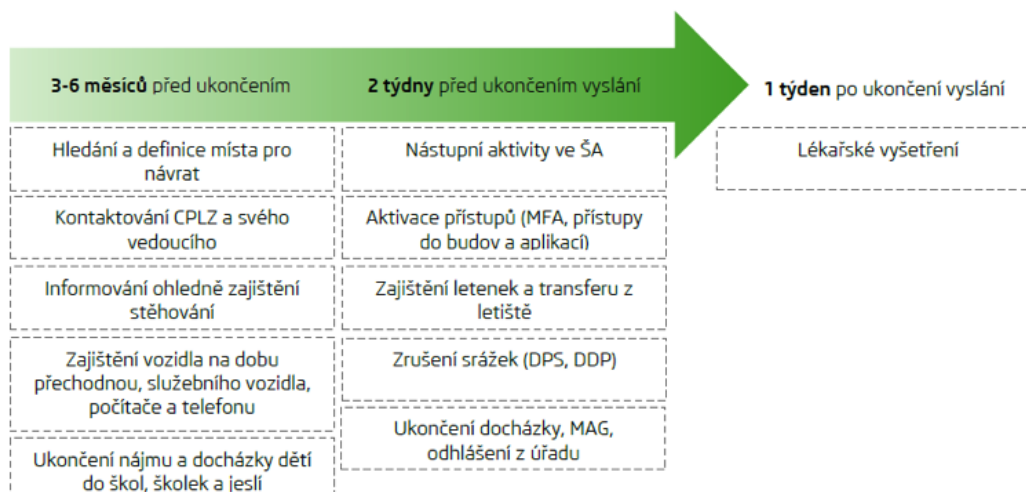 3-6 měsíců před ukončením
Hledání a definice místa pro
návrat
Kontaktování CPLZ a svého
vedoucího
Informování ohledně zajištění
stěhování
Zajištění vozidla na dobu
přechodnou, služebního vozidla,
počítače a telefonu
Ukončení nájmu a docházky dětí
do škol, školek a jeslí
2 týdny před ukončením vyslání
Nástupní aktivity ve ŠA
Aktivace přístupů (MFA, přístupy
do budov a aplikací)
Zajištění letenek a transferu z
letiště
Zrušení srážek (DPS, DDP)
Ukončení docházky, MAG,
odhlášení z úřadu
1 týden po ukončení vyslání
Lékařské vyšetření